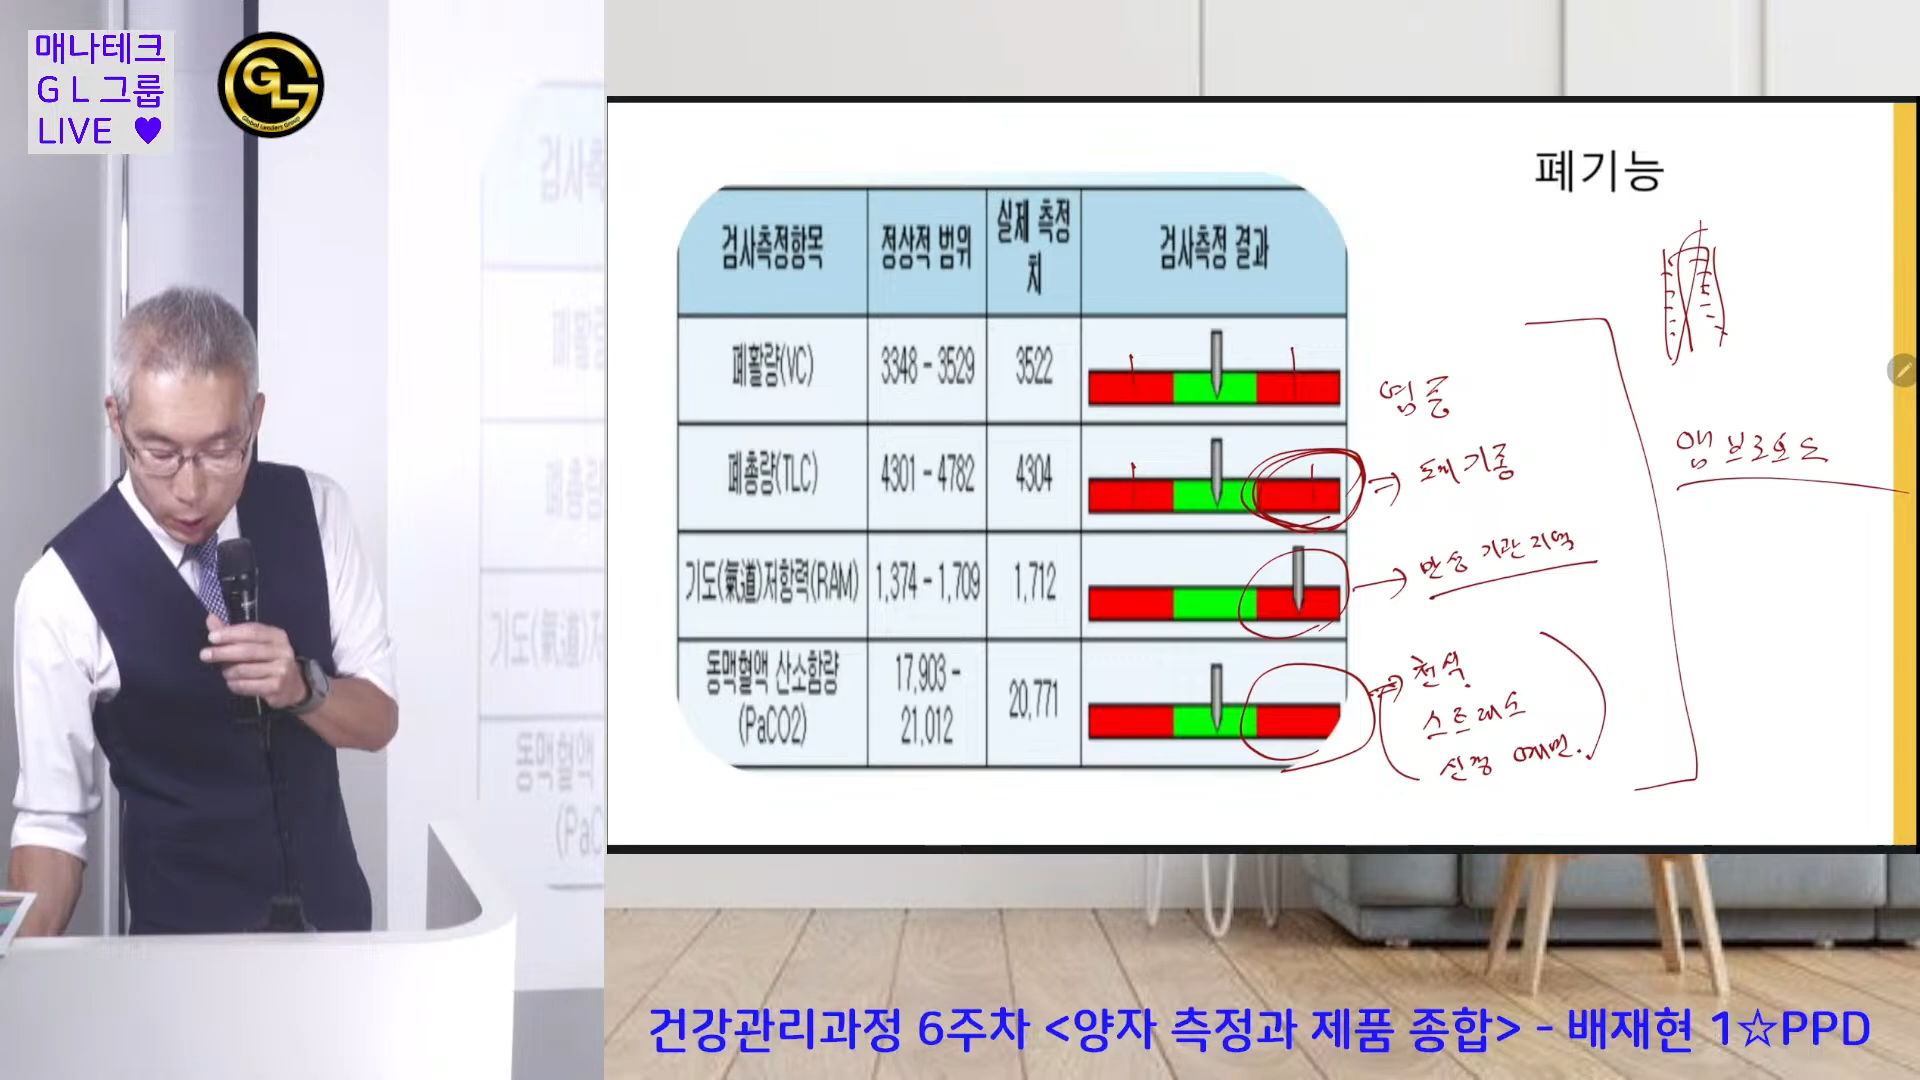 매나테크
G L 그룹
LIVE ♥
GLG
Global Leaders Group
폐기능
검사측정항목 정상적 범위 실제 측정치 검사측정 결과
폐활량(VC) 3348 - 3529 3522
폐총량(TLC) 4301 - 4782 4304
기도(氣道)저항력(RAM) 1,374 - 1,709 1,712
동맥혈액 산소함량(PaCO2) 17,903 - 21,012 20,771
염증
폐기종
만성 기관지염
천식
스트레스
앰브로오드
건강관리과정 6주차 <양자 측정과 제품 종합> - 배재현 1☆PPD